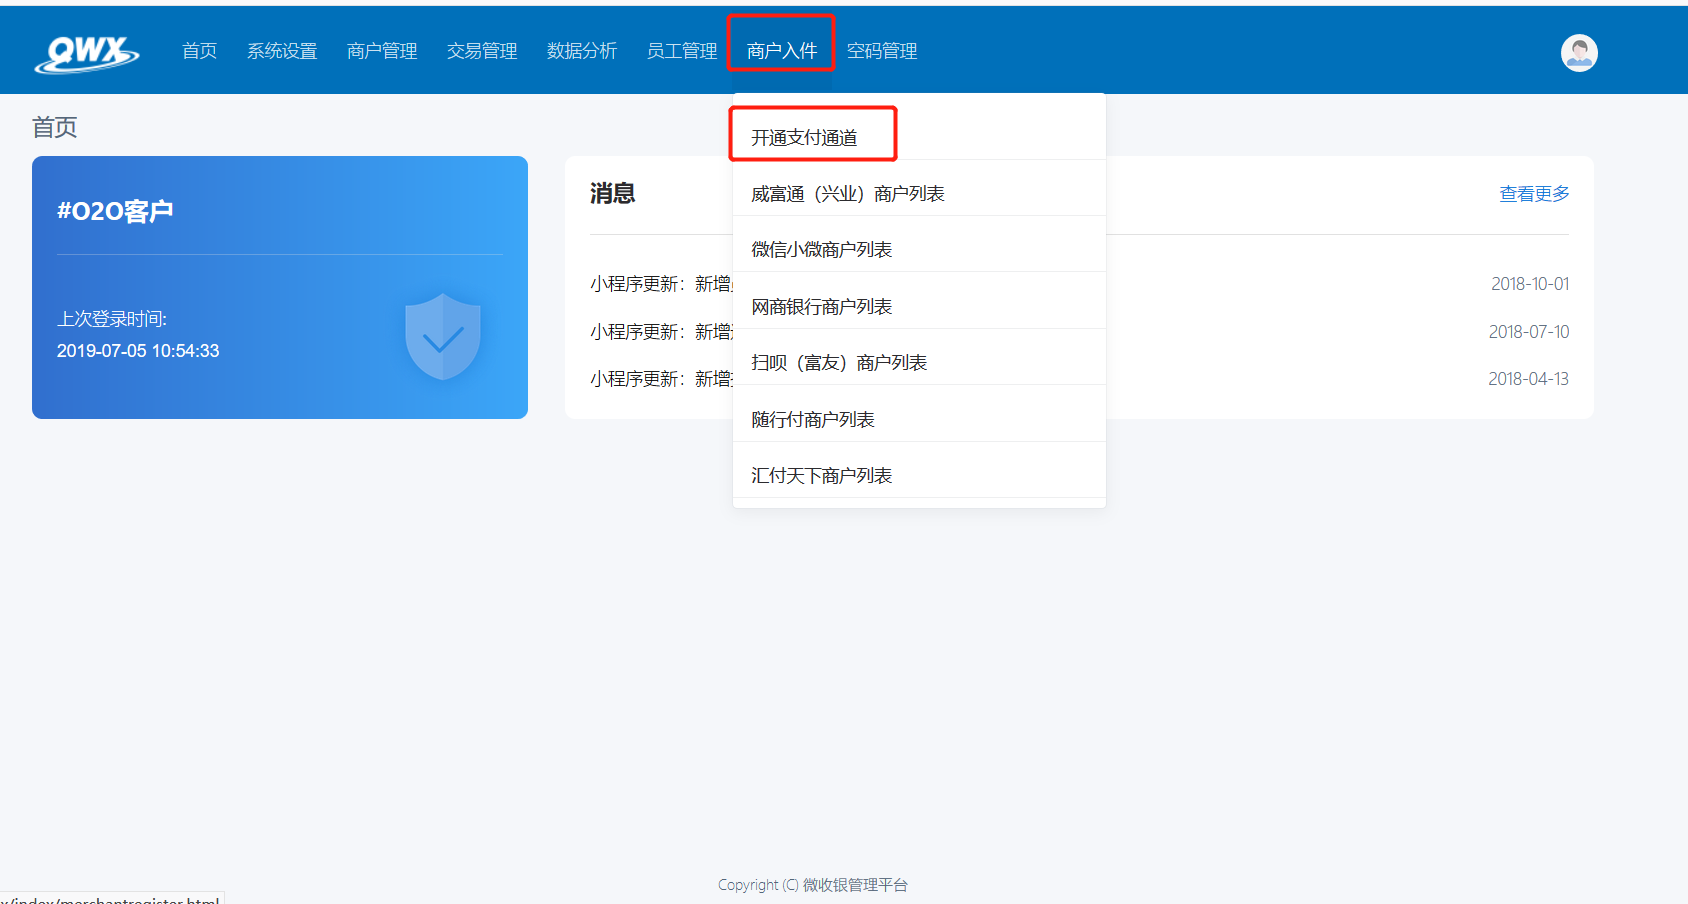 QWX
首页 系统设置 商户管理 交易管理 数据分析 员工管理 商户入件 空码管理
首页
#O2O客户
上次登录时间:
2019-07-05 10:54:33
消息
查看更多
小程序更新：新增
2018-10-01
小程序更新：新增
2018-07-10
小程序更新：新增
2018-04-13
开通支付通道
威富通（兴业）商户列表
微信小微商户列表
网商银行商户列表
扫呗（富友）商户列表
随行付商户列表
汇付天下商户列表
Copyright (C) 微收银管理平台
x/index/merchantregister.html